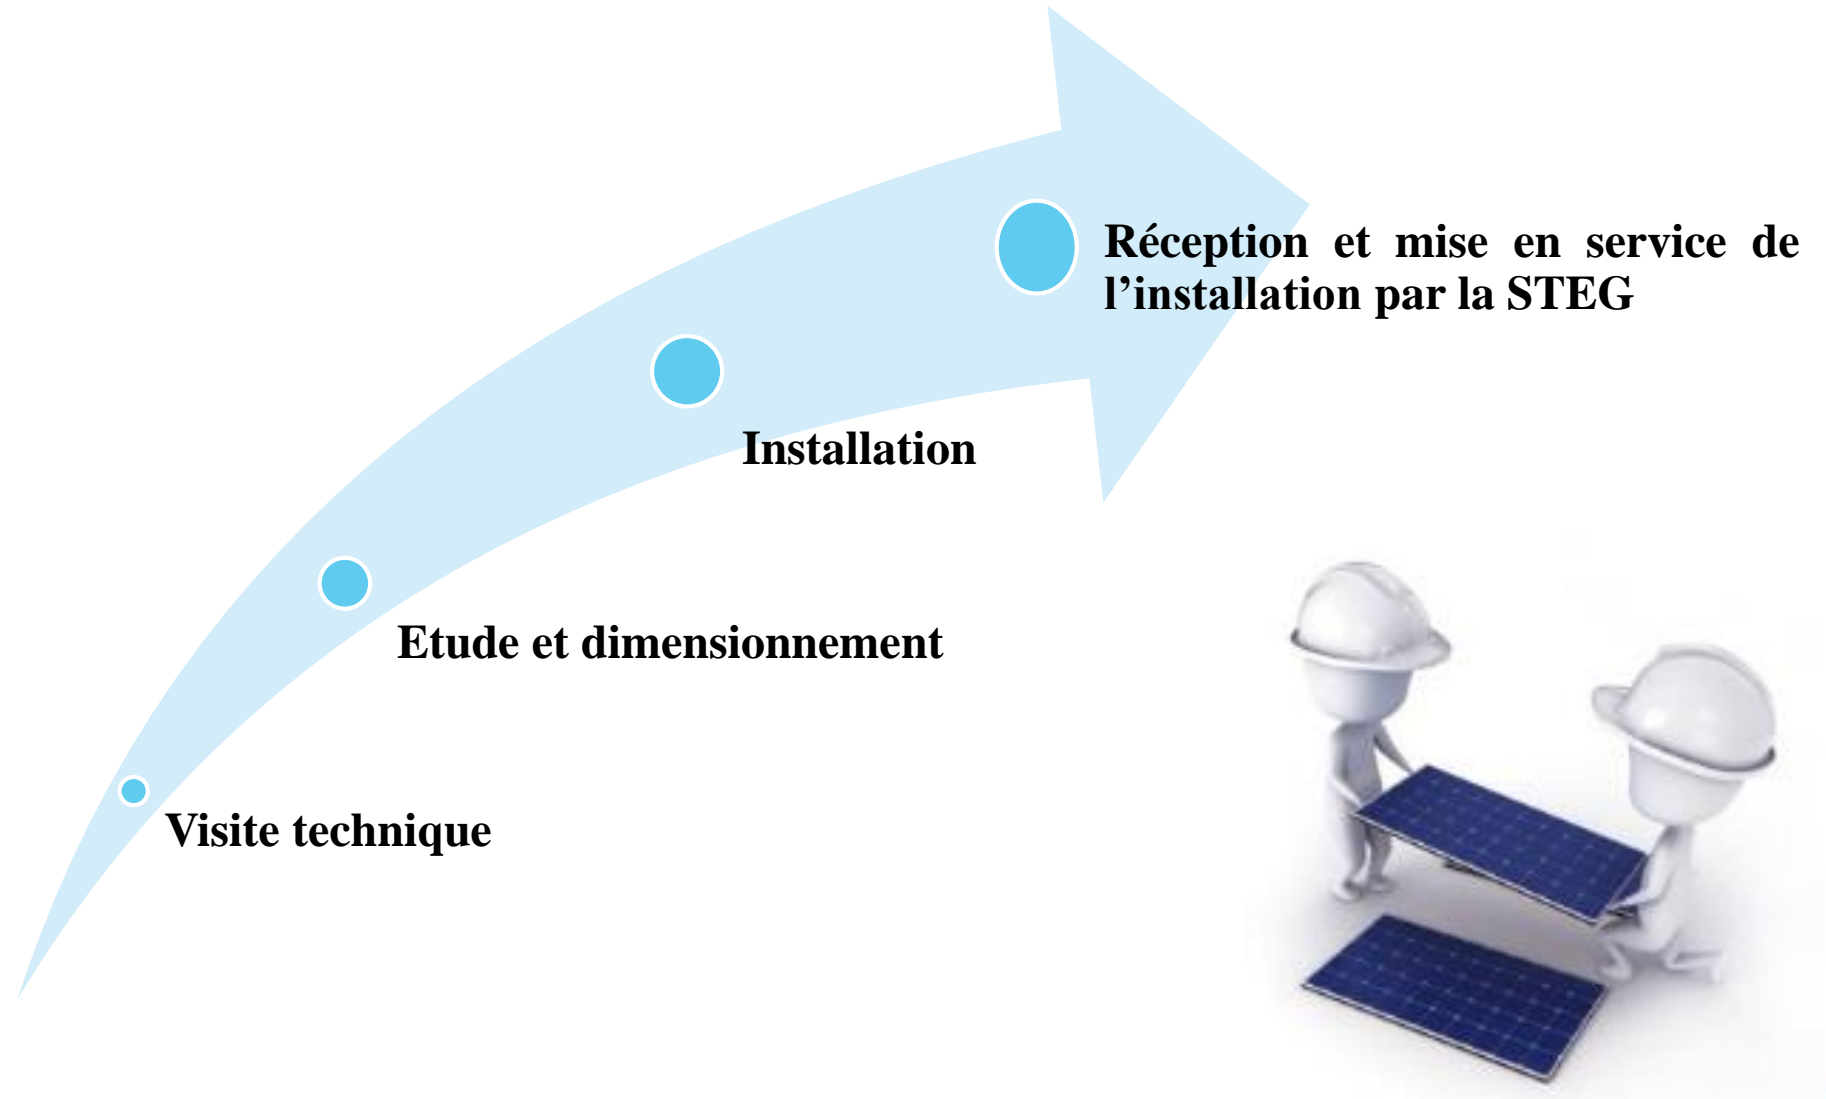 Réception et mise en service de
l’installation par la STEG
Installation
Etude et dimensionnement
Visite technique